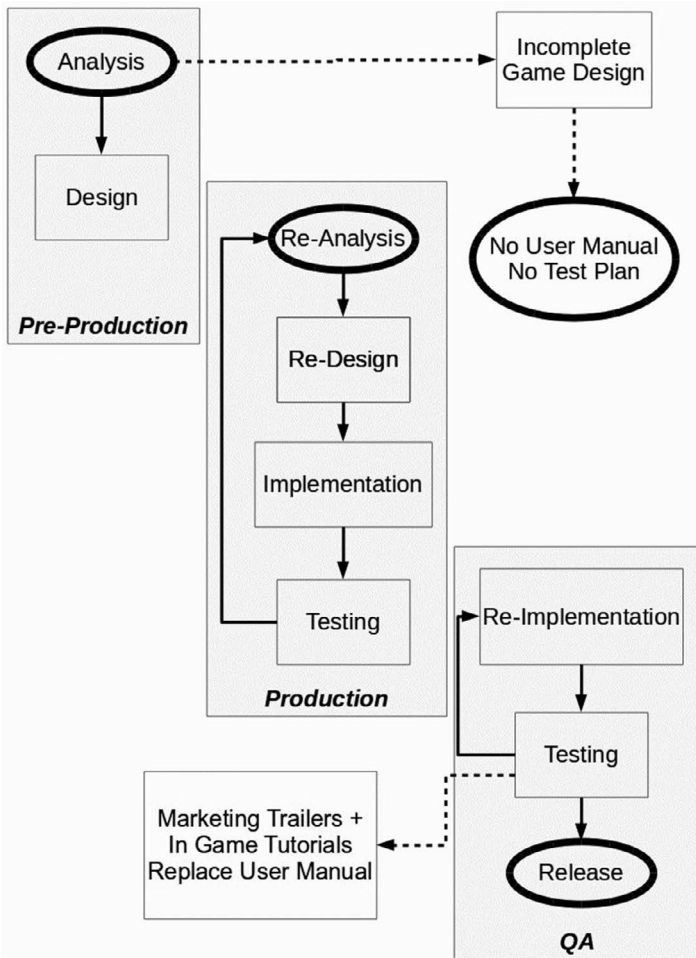 Analysis
Incomplete
Game Design
Design
No User Manual
No Test Plan
Pre-Production
Re-Analysis
Re-Design
Implementation
Testing
Production
Re-Implementation
Testing
Marketing Trailers +
In Game Tutorials
Replace User Manual
Release
QA